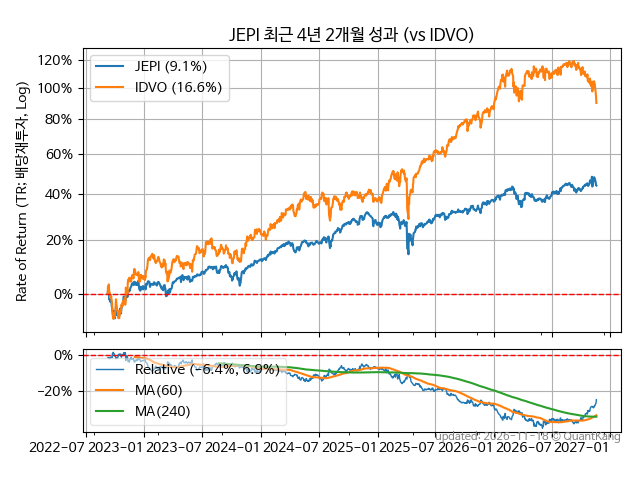 JEPI 최근 4년 2개월 성과 (vs IDVO)
Rate of Return (TR: 배당재투자, Log)
120%
100%
80%
60%
40%
20%
0%
JEPI (9.1%)
IDVO (16.6%)
0%
−20%
Relative (−6.4%, 6.9%)
MA(60)
MA(240)
updated: 2026-11-18 © QuantKang
2022-07 2023-01 2023-07 2024-01 2024-07 2025-01 2025-07 2026-01 2026-07 2027-01